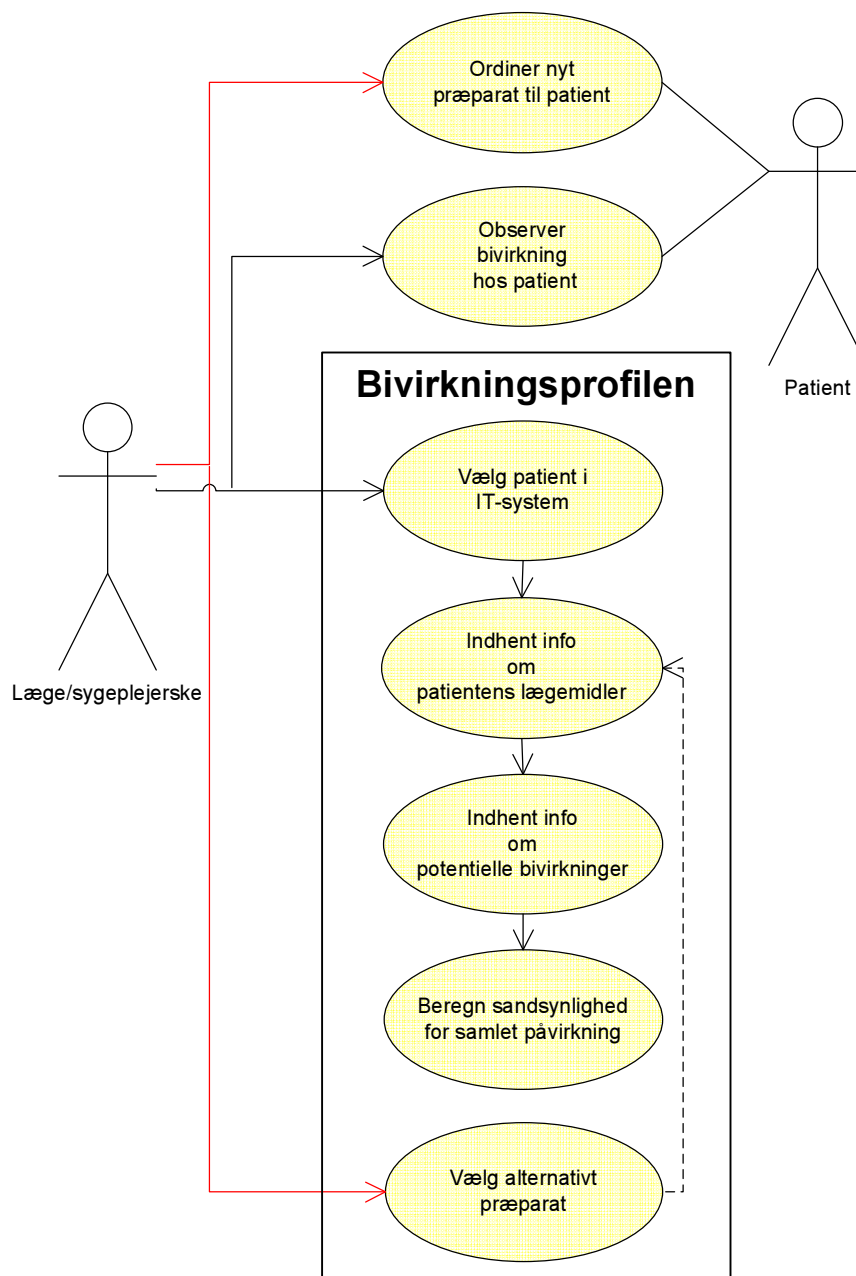 Ordiner nyt
præparat til patient
Observer
bivirkning
hos patient
Patient
Bivirkningsprofilen
Vælg patient i
IT-system
Læge/sygeplejerske
Indhent info
om
patientens lægemidler
Indhent info
om
potentielle bivirkninger
Beregn sandsynlighed
for samlet påvirkning
Vælg alternativt
præparat